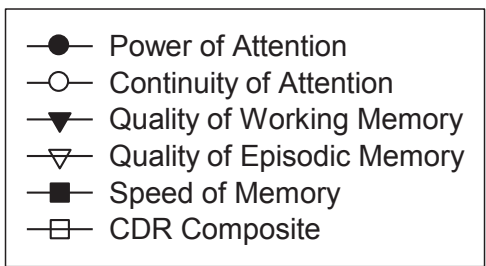 Power of Attention
Continuity of Attention
Quality of Working Memory
Quality of Episodic Memory
Speed of Memory
CDR Composite